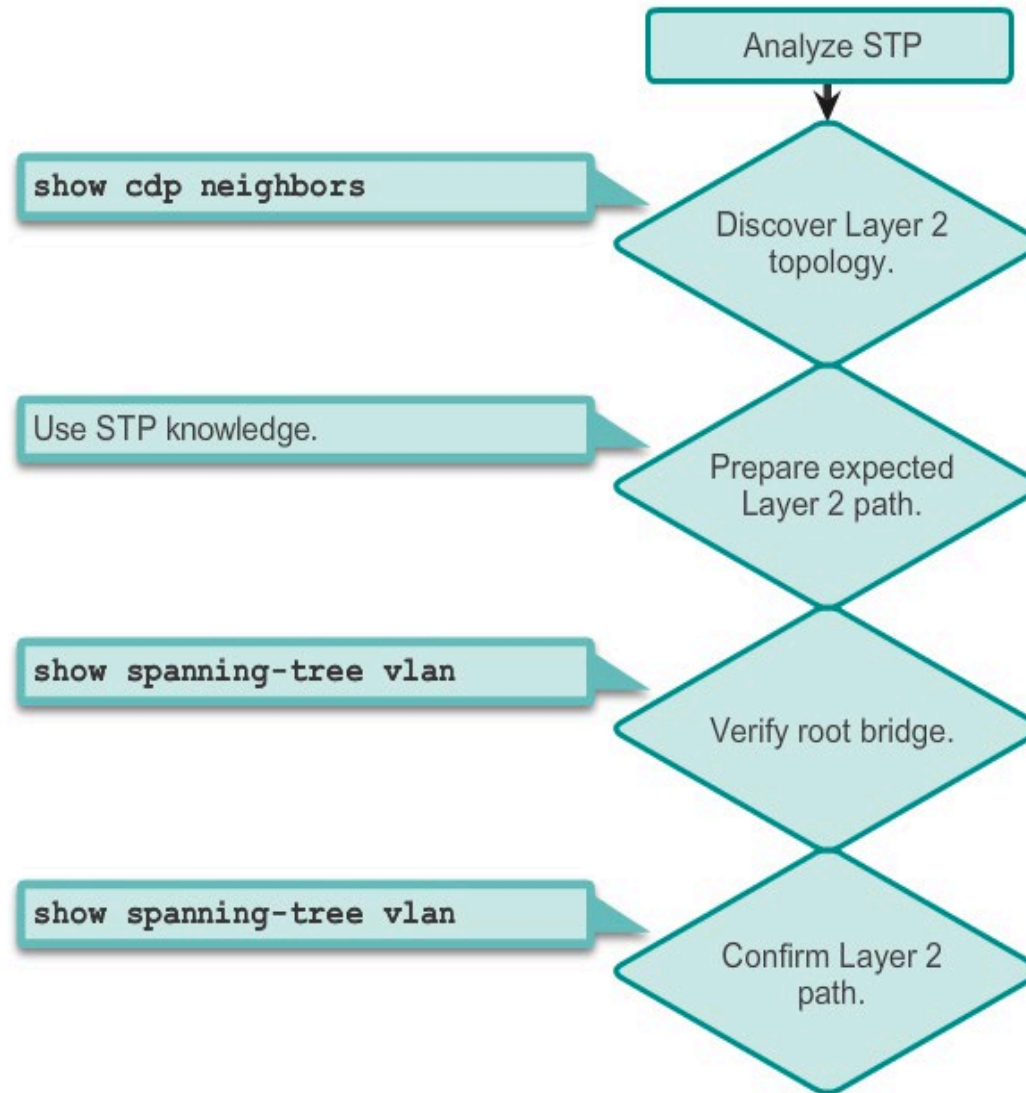 Analyze STP
show cdp neighbors
Discover Layer 2
topology.
Use STP knowledge.
Prepare expected
Layer 2 path.
show spanning-tree vlan
Verify root bridge.
show spanning-tree vlan
Confirm Layer 2
path.